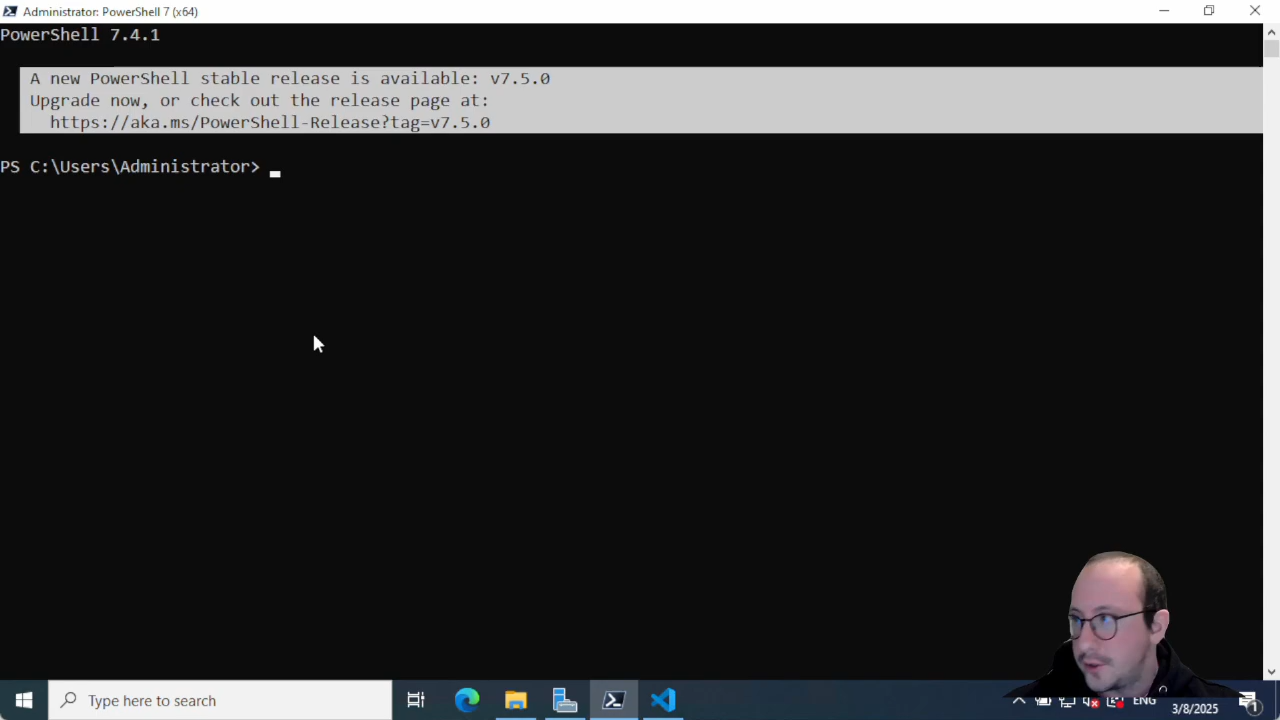 Administrator: PowerShell 7 (x64)
PowerShell 7.4.1
A new PowerShell stable release is available: v7.5.0
Upgrade now, or check out the release page at:
https://aka.ms/PowerShell-Release?tag=v7.5.0
PS C:\Users\Administrator>
Type here to search
ENG
3/8/2025
1